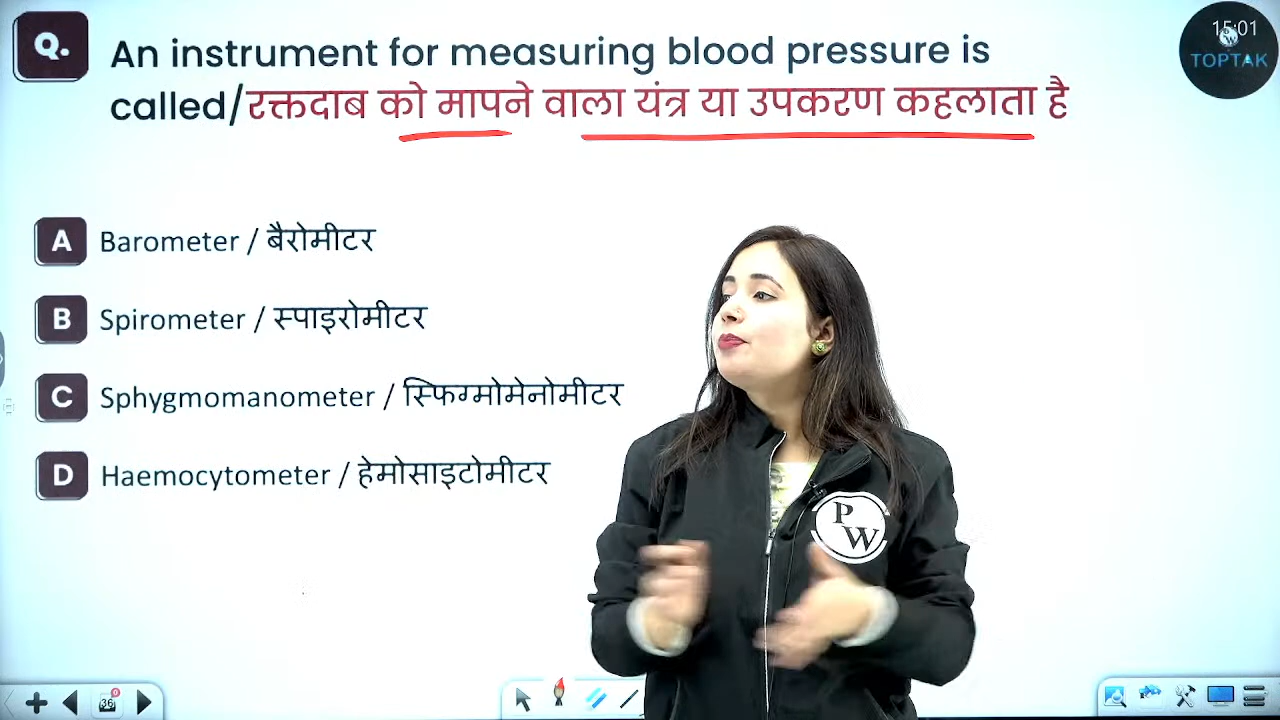 Q.
An instrument for measuring blood pressure is
called/रक्तदाब को मापने वाला यंत्र या उपकरण कहलाता है
A Barometer / बैरोमीटर
B Spirometer / स्पाइरोमीटर
C Sphygmomanometer / स्फिग्मोमेनोमीटर
D Haemocytometer / हेमोसाइटोमीटर
15:01
TOPTAK
P
W
36